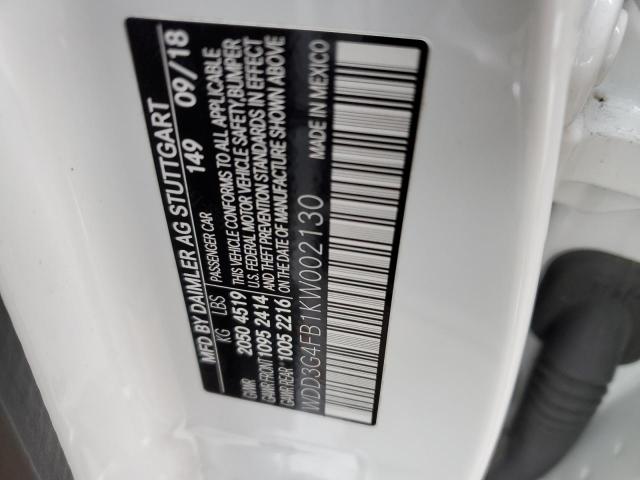 MFD BY DAIMLER AG STUTTGART
149 09/18
PASSENGER CAR
KG LBS
GVWR 2050 4519
GAWR FRONT 1095 2414
GAWR REAR 1005 2216
THIS VEHICLE CONFORMS TO ALL APPLICABLE
U.S. FEDERAL MOTOR VEHICLE SAFETY, BUMPER
AND THEFT PREVENTION STANDARDS IN EFFECT
ON THE DATE OF MANUFACTURE SHOWN ABOVE
WDD3G4FB1KW002130
MADE IN MEXICO